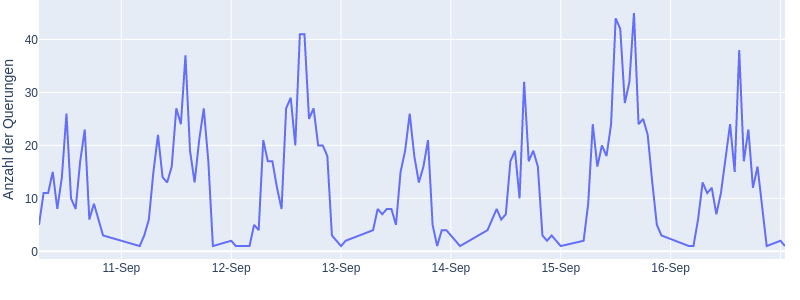 Anzahl der Querungen
40
30
20
10
0
11-Sep
12-Sep
13-Sep
14-Sep
15-Sep
16-Sep